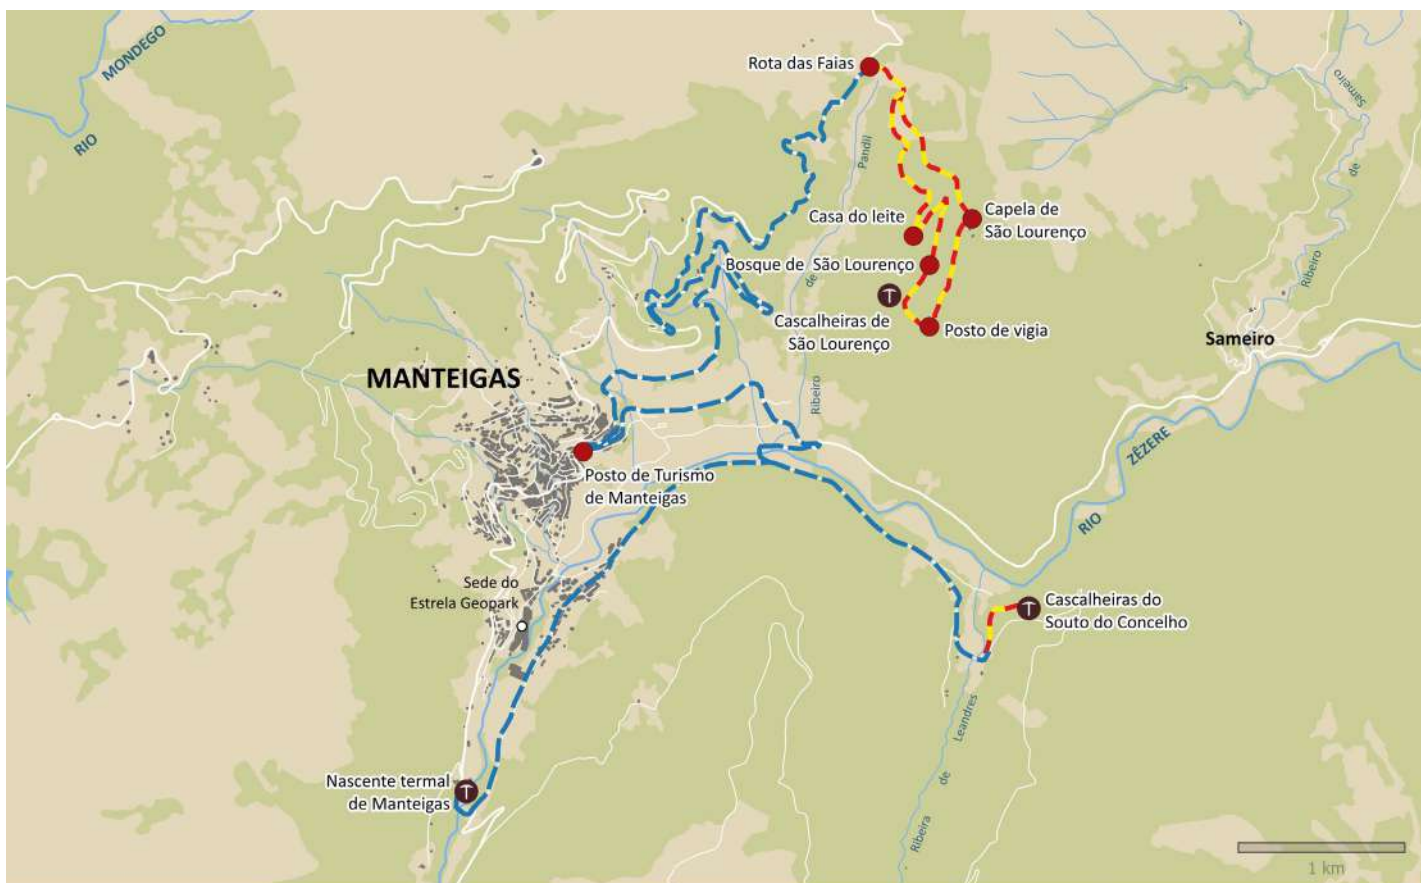 MONDEGO
RIO
Rota das Faias
Pandil
de
Ribeiro
Sameiro
de
Ribeiro
Casa do leite
Capela de
São Lourenço
Bosque de São Lourenço
Cascalheiras de
São Lourenço
Posto de vigia
Sameiro
MANTEIGAS
ZÊZERE
RIO
Posto de Turismo
de Manteigas
Sede do
Estrela Geopark
Cascalheiras do
Souto do Concelho
Leandres
de
Ribeira
Nascente termal
de Manteigas
1 km